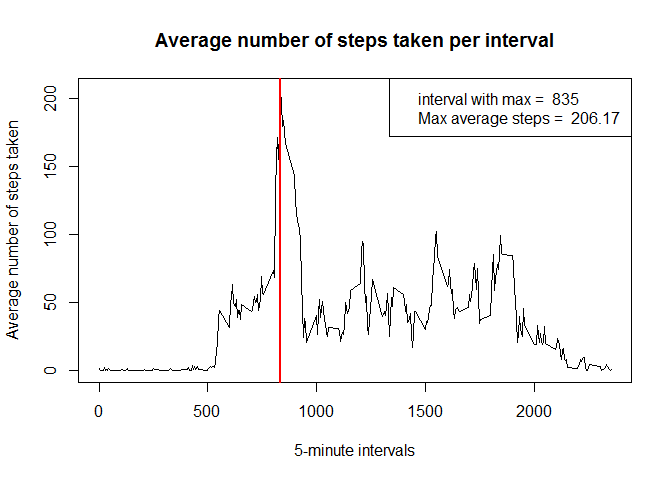 Average number of steps taken per interval
interval with max =  835
Max average steps =  206.17
Average number of steps taken
200
150
100
50
0
0 500 1000 1500 2000
5-minute intervals